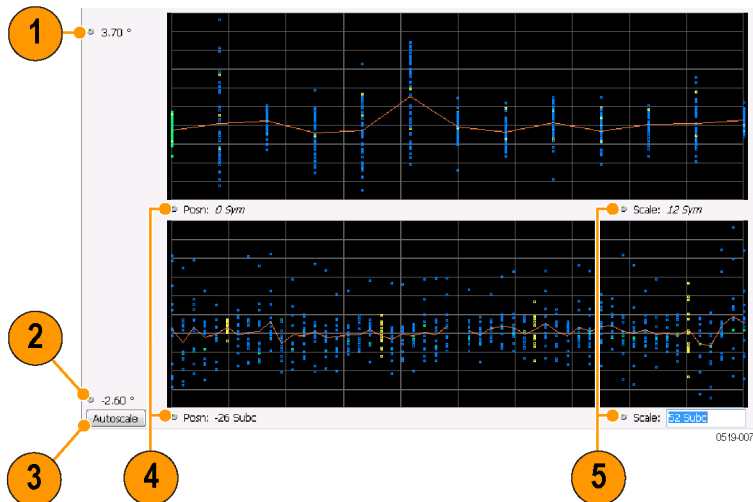 1
3.70 °
Posn: 0 Sym
Scale: 12 Sym
2
-2.60 °
Autoscale
Posn: -26 Subc
Scale: 52 Subc
0519-007
3
4
5